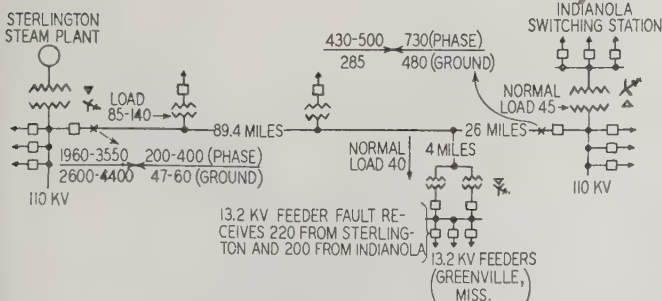 STERLINGTON
STEAM PLANT
INDIANOLA
SWITCHING STATION
430-500
730(PHASE)
285
480 (GROUND)
LOAD
85-140
NORMAL
LOAD 45
89.4 MILES
26 MILES
NORMAL
LOAD 40
4 MILES
1960-3550
200-400 (PHASE)
2600-4400
47-60 (GROUND)
110 KV
110 KV
13.2 KV FEEDER FAULT RE-
CEIVES 220 FROM STERLING-
TON AND 200 FROM INDIANOLA
13.2 KV FEEDERS
(GREENVILLE,
MISS.)